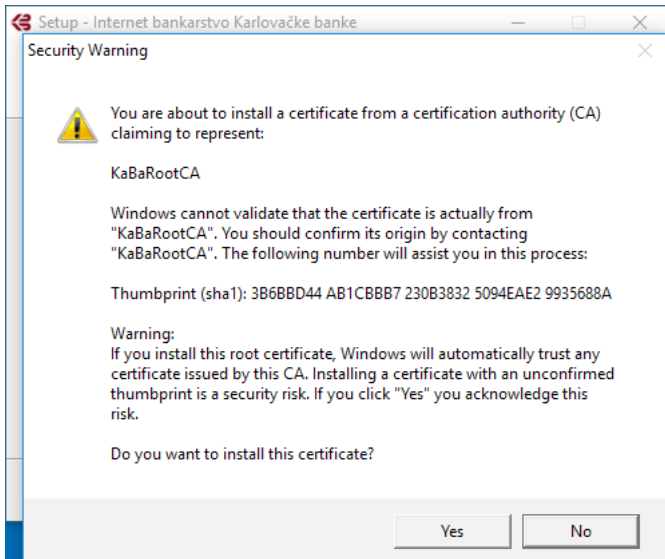 Setup - Internet bankarstvo Karlovačke banke
Security Warning
You are about to install a certificate from a certification authority (CA)
claiming to represent:
KaBaRootCA
Windows cannot validate that the certificate is actually from
"KaBaRootCA". You should confirm its origin by contacting
"KaBaRootCA". The following number will assist you in this process:
Thumbprint (sha1): 3B6BBD44 AB1CBBB7 230B3832 5094EAE2 9935688A
Warning:
If you install this root certificate, Windows will automatically trust any
certificate issued by this CA. Installing a certificate with an unconfirmed
thumbprint is a security risk. If you click "Yes" you acknowledge this
risk.
Do you want to install this certificate?
Yes
No